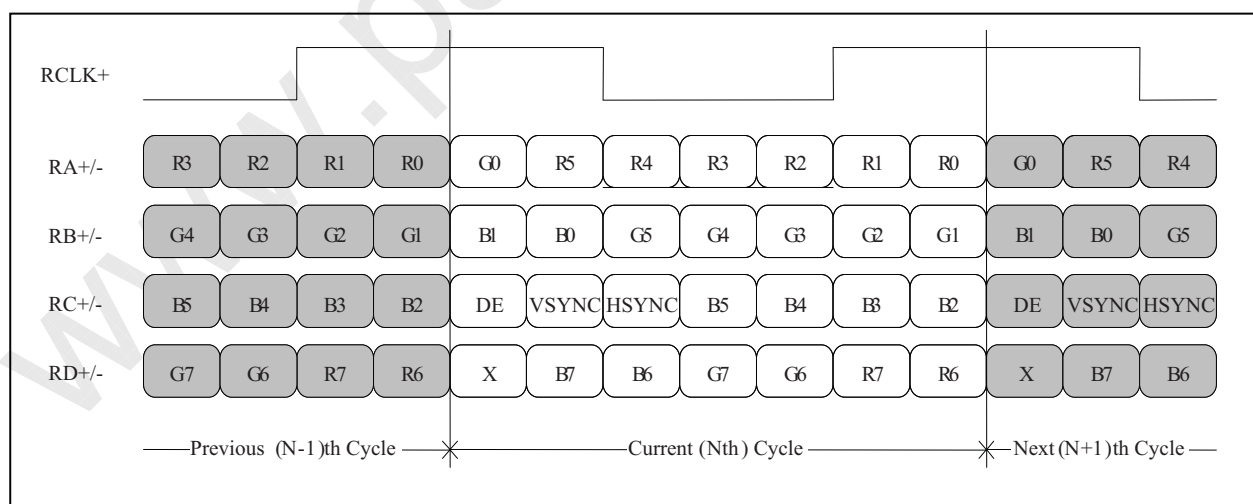 www.p
RCLK+
RA+/- R3 R2 R1 R0 G0 R5 R4 R3 R2 R1 R0 G0 R5 R4
RB+/- G4 G3 G2 G1 B1 B0 G5 G4 G3 G2 G1 B1 B0 G5
RC+/- B5 B4 B3 B2 DE VSYNC HSYNC B5 B4 B3 B2 DE VSYNC HSYNC
RD+/- G7 G6 R7 R6 X B7 B6 G7 G6 R7 R6 X B7 B6
Previous (N-1)th Cycle Current (Nth) Cycle Next (N+1)th Cycle